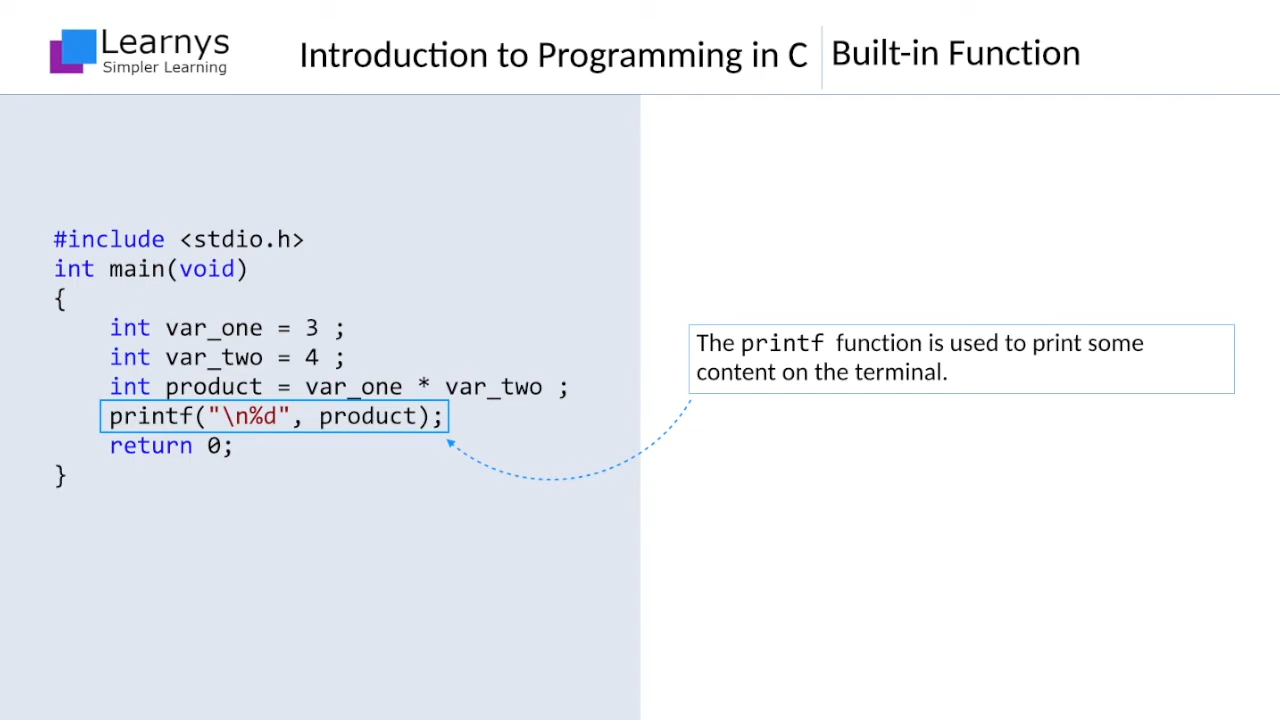 Learnys
Simpler Learning
Introduction to Programming in C
Built-in Function
#include <stdio.h>
int main(void)
{
    int var_one = 3 ;
    int var_two = 4 ;
    int product = var_one * var_two ;
    printf("\n%d", product);
    return 0;
}
The printf function is used to print some
content on the terminal.